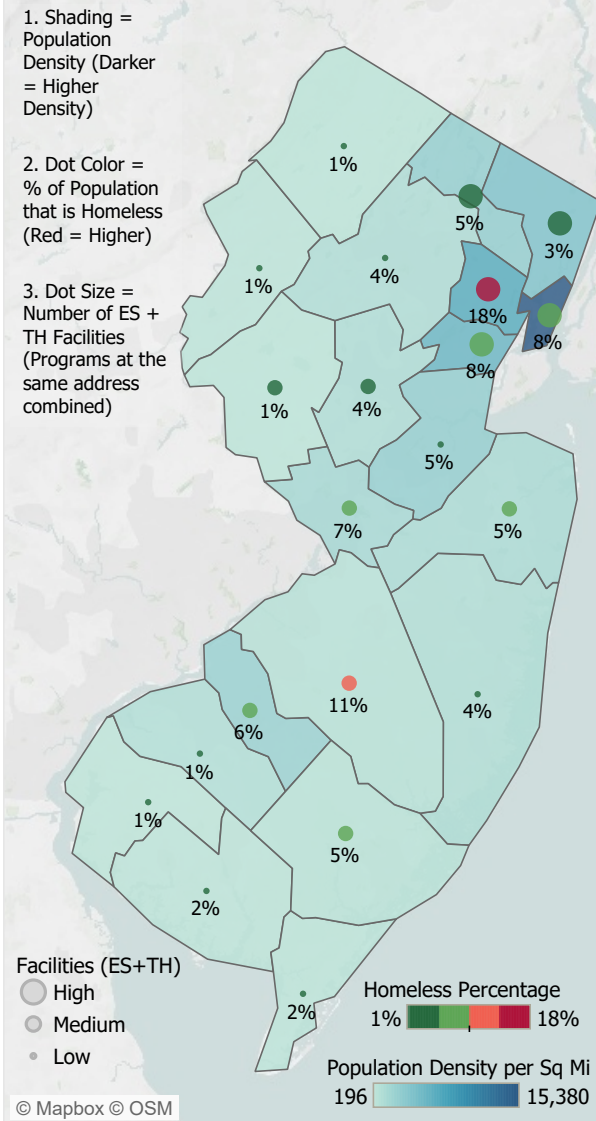 1. Shading =
Population
Density (Darker
= Higher
Density)
2. Dot Color =
% of Population
that is Homeless
(Red = Higher)
3. Dot Size =
Number of ES +
TH Facilities
(Programs at the
same address
combined)
1%
5%
3%
1%
4%
18%
8%
8%
1%
4%
5%
7%
5%
11%
4%
6%
1%
1%
5%
2%
2%
Facilities (ES+TH)
High
Medium
Low
Homeless Percentage
1% 18%
Population Density per Sq Mi
196 15,380
© Mapbox © OSM